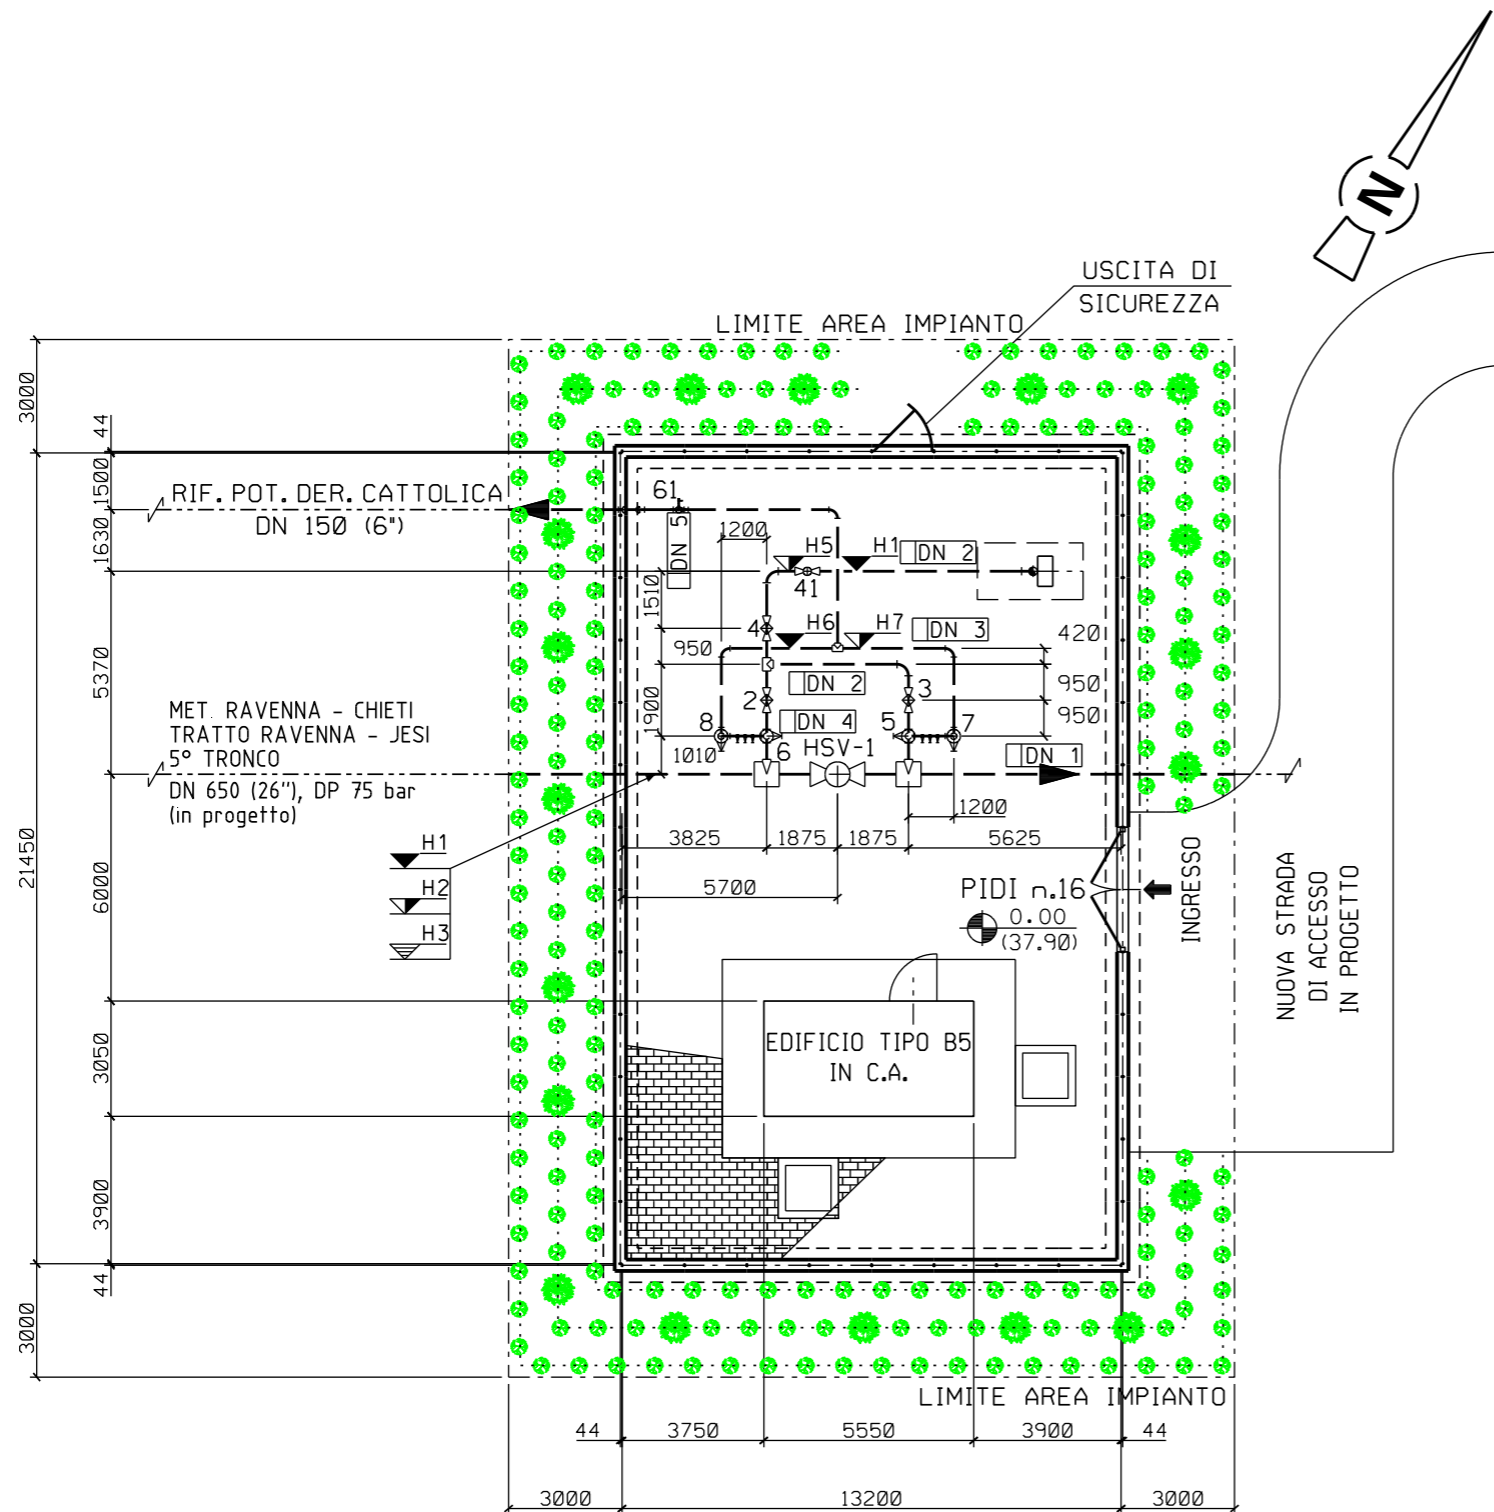 N
USCITA DI
SICUREZZA
LIMITE AREA IMPIANTO
3000
44
1500
1630
5370
21450
6000
3050
3900
44
3000
RIF. POT. DER. CATTOLICA
DN 150 (6")
61
DN 5
1200
H5
H1
DN 2
41
1510
4
H6
H7
DN 3
420
950
DN 2
950
2
3
1900
DN 4
950
8
6
5
7
HSV-1
1010
DN 1
MET. RAVENNA - CHIETI
TRATTO RAVENNA - JESI
5° TRONCO
DN 650 (26"), DP 75 bar
(in progetto)
1200
H1
H2
H3
3825
1875
1875
5625
5700
PIDI n.16
0.00
(37.90)
INGRESSO
NUOVA STRADA
DI ACCESSO
IN PROGETTO
EDIFICIO TIPO B5
IN C.A.
LIMITE AREA IMPIANTO
44
3750
5550
3900
44
3000
13200
3000